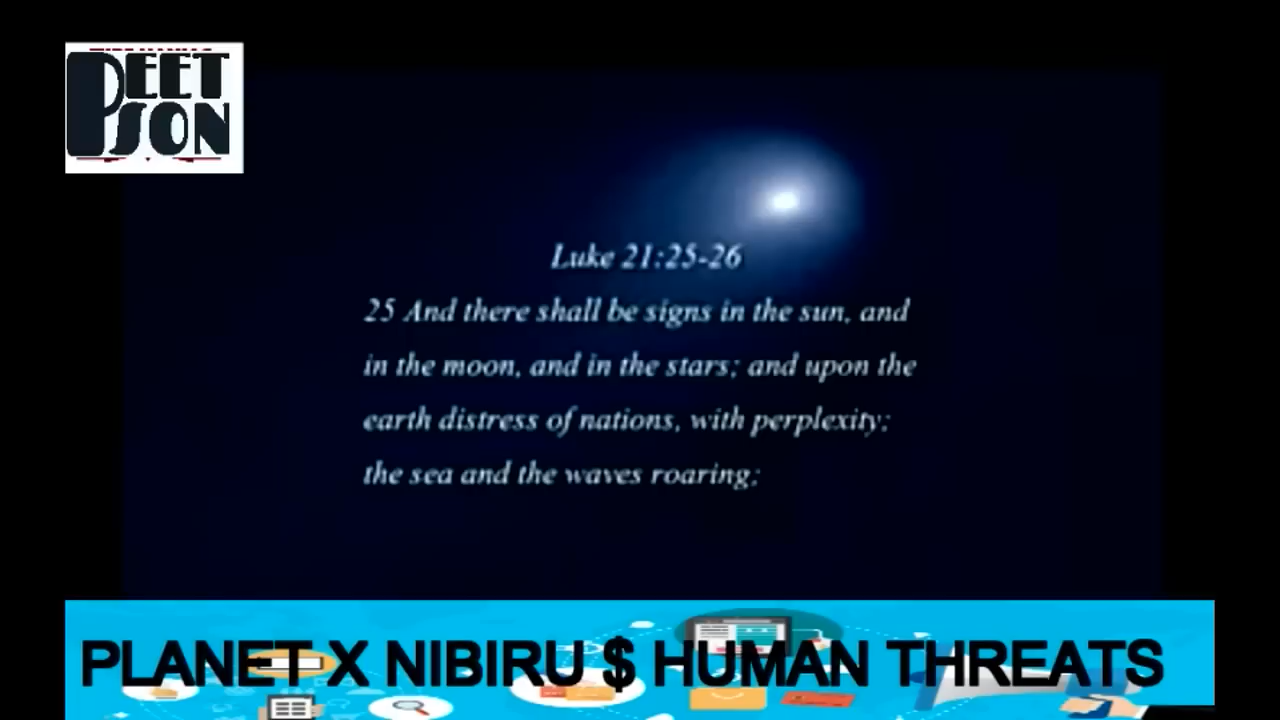 PEET
SON
Luke 21:25-26
25 And there shall be signs in the sun, and
in the moon, and in the stars; and upon the
earth distress of nations, with perplexity;
the sea and the waves roaring;
PLANET X NIBIRU $ HUMAN THREATS